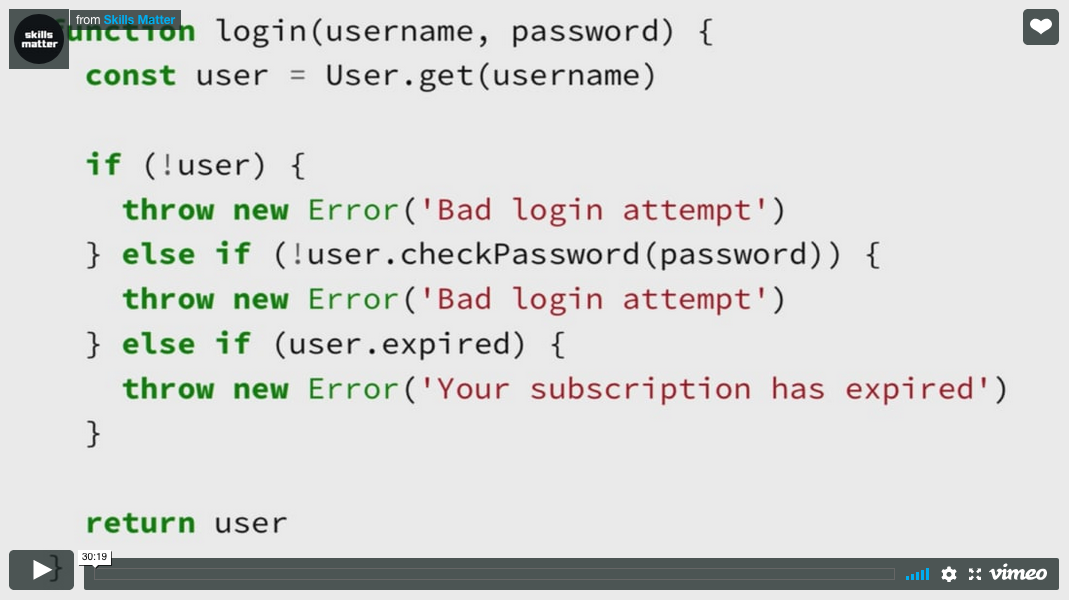 from Skills Matter
skills
matter
function login(username, password) {
const user = User.get(username)
if (!user) {
throw new Error('Bad login attempt')
} else if (!user.checkPassword(password)) {
throw new Error('Bad login attempt')
} else if (user.expired) {
throw new Error('Your subscription has expired')
}
return user
}
30:19
vimeo